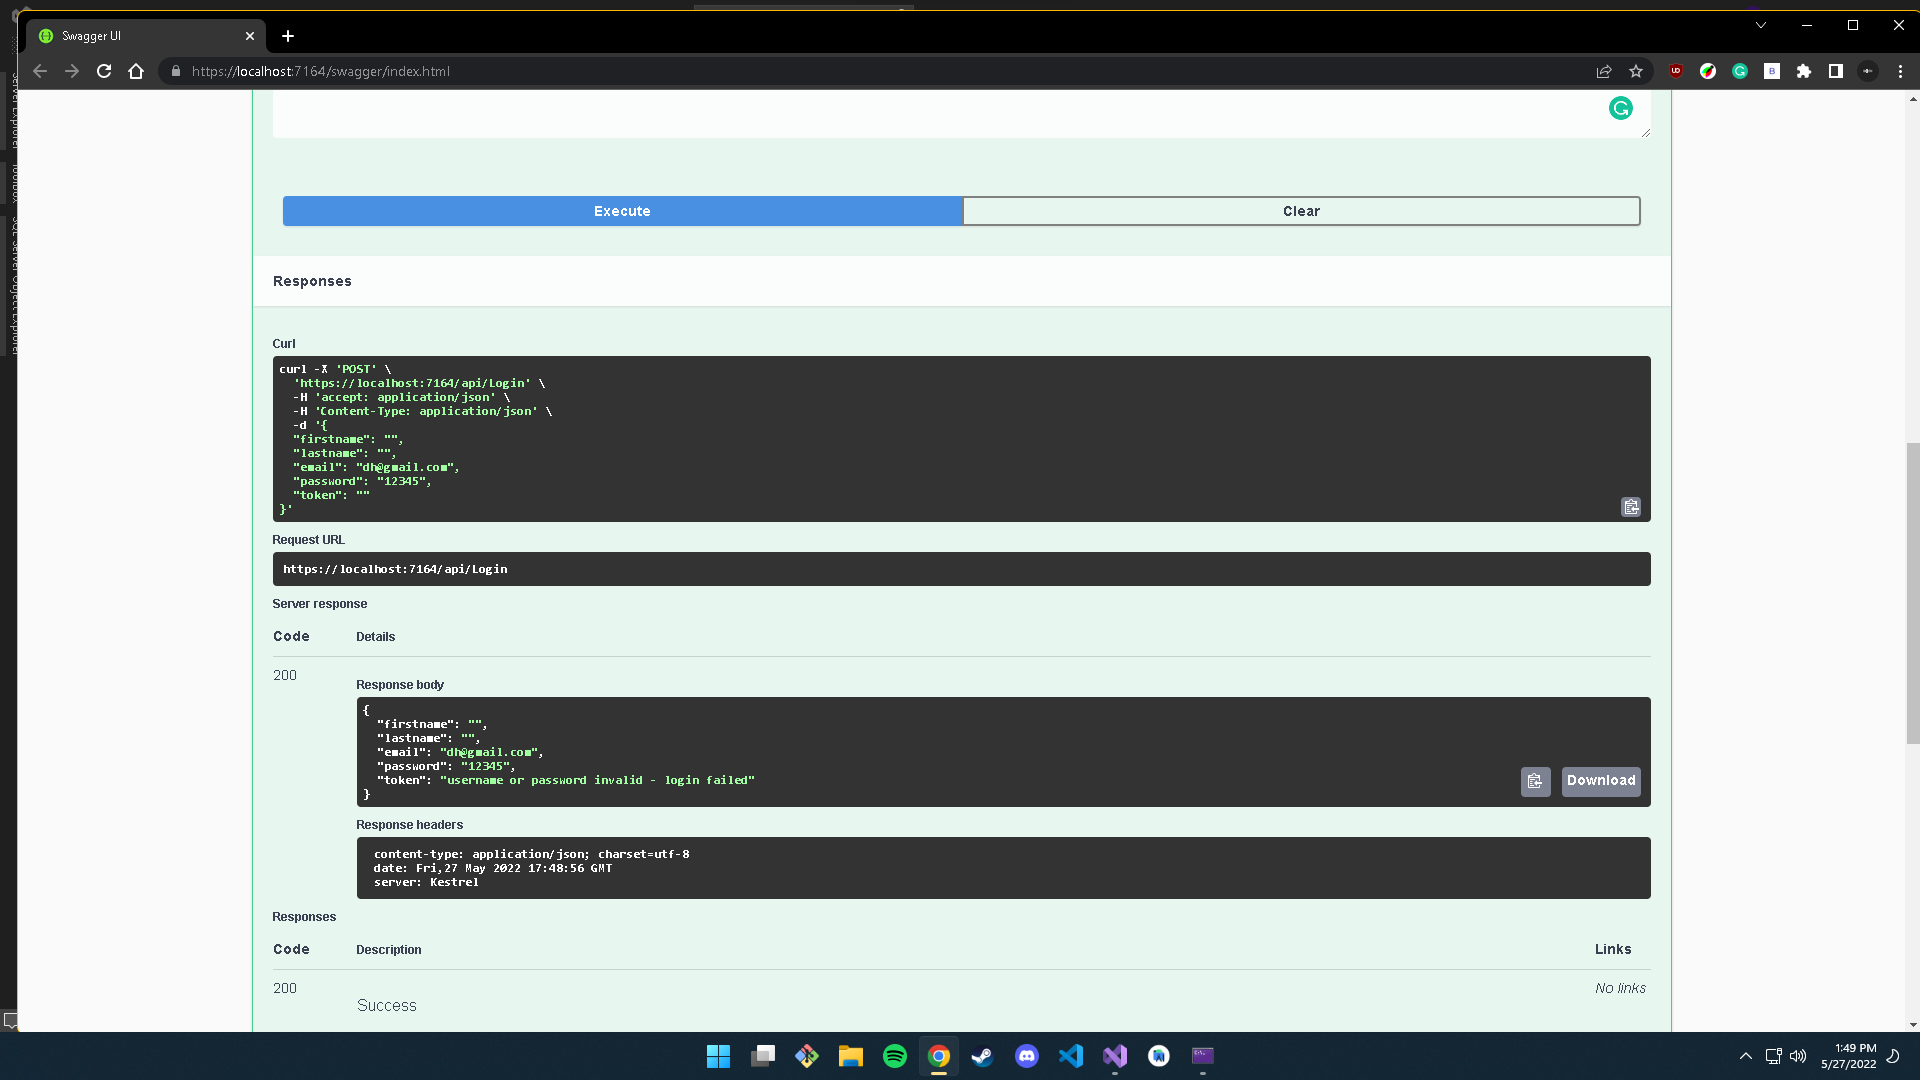 Swagger UI
https://localhost:7164/swagger/index.html
Execute
Clear
Responses
Curl
curl -X 'POST' \
'https://localhost:7164/api/Login' \
-H 'accept: application/json' \
-H 'Content-Type: application/json' \
-d '{
"firstname": "",
"lastname": "",
"email": "dh@gmail.com",
"password": "12345",
"token": ""
}'
Request URL
https://localhost:7164/api/Login
Server response
Code Details
200
Response body
{
"firstname": "",
"lastname": "",
"email": "dh@gmail.com",
"password": "12345",
"token": "username or password invalid - login failed"
}
Download
Response headers
content-type: application/json; charset=utf-8
date: Fri,27 May 2022 17:48:56 GMT
server: Kestrel
Responses
Code Description Links
200 No links
Success
1:49 PM
5/27/2022